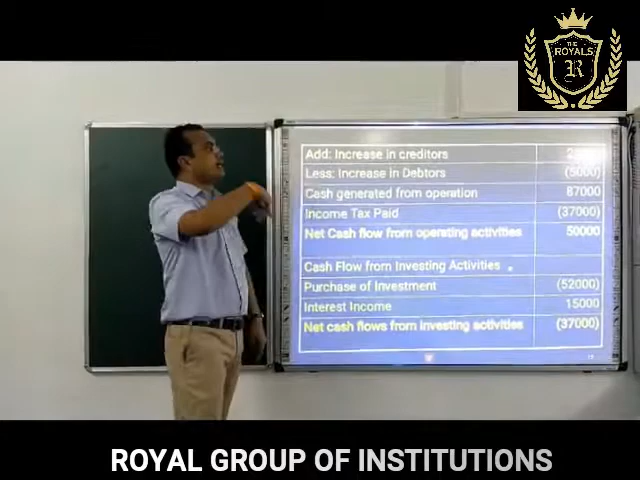 THE
ROYALS
R
Add: Increase in creditors
Less: Increase in Debtors (5000)
Cash generated from operation 87000
Income Tax Paid (37000)
Net Cash flow from operating activities 50000
Cash Flow from Investing Activities
Purchase of Investment (52000)
Interest Income 15000
Net cash flows from investing activities (37000)
ROYAL GROUP OF INSTITUTIONS